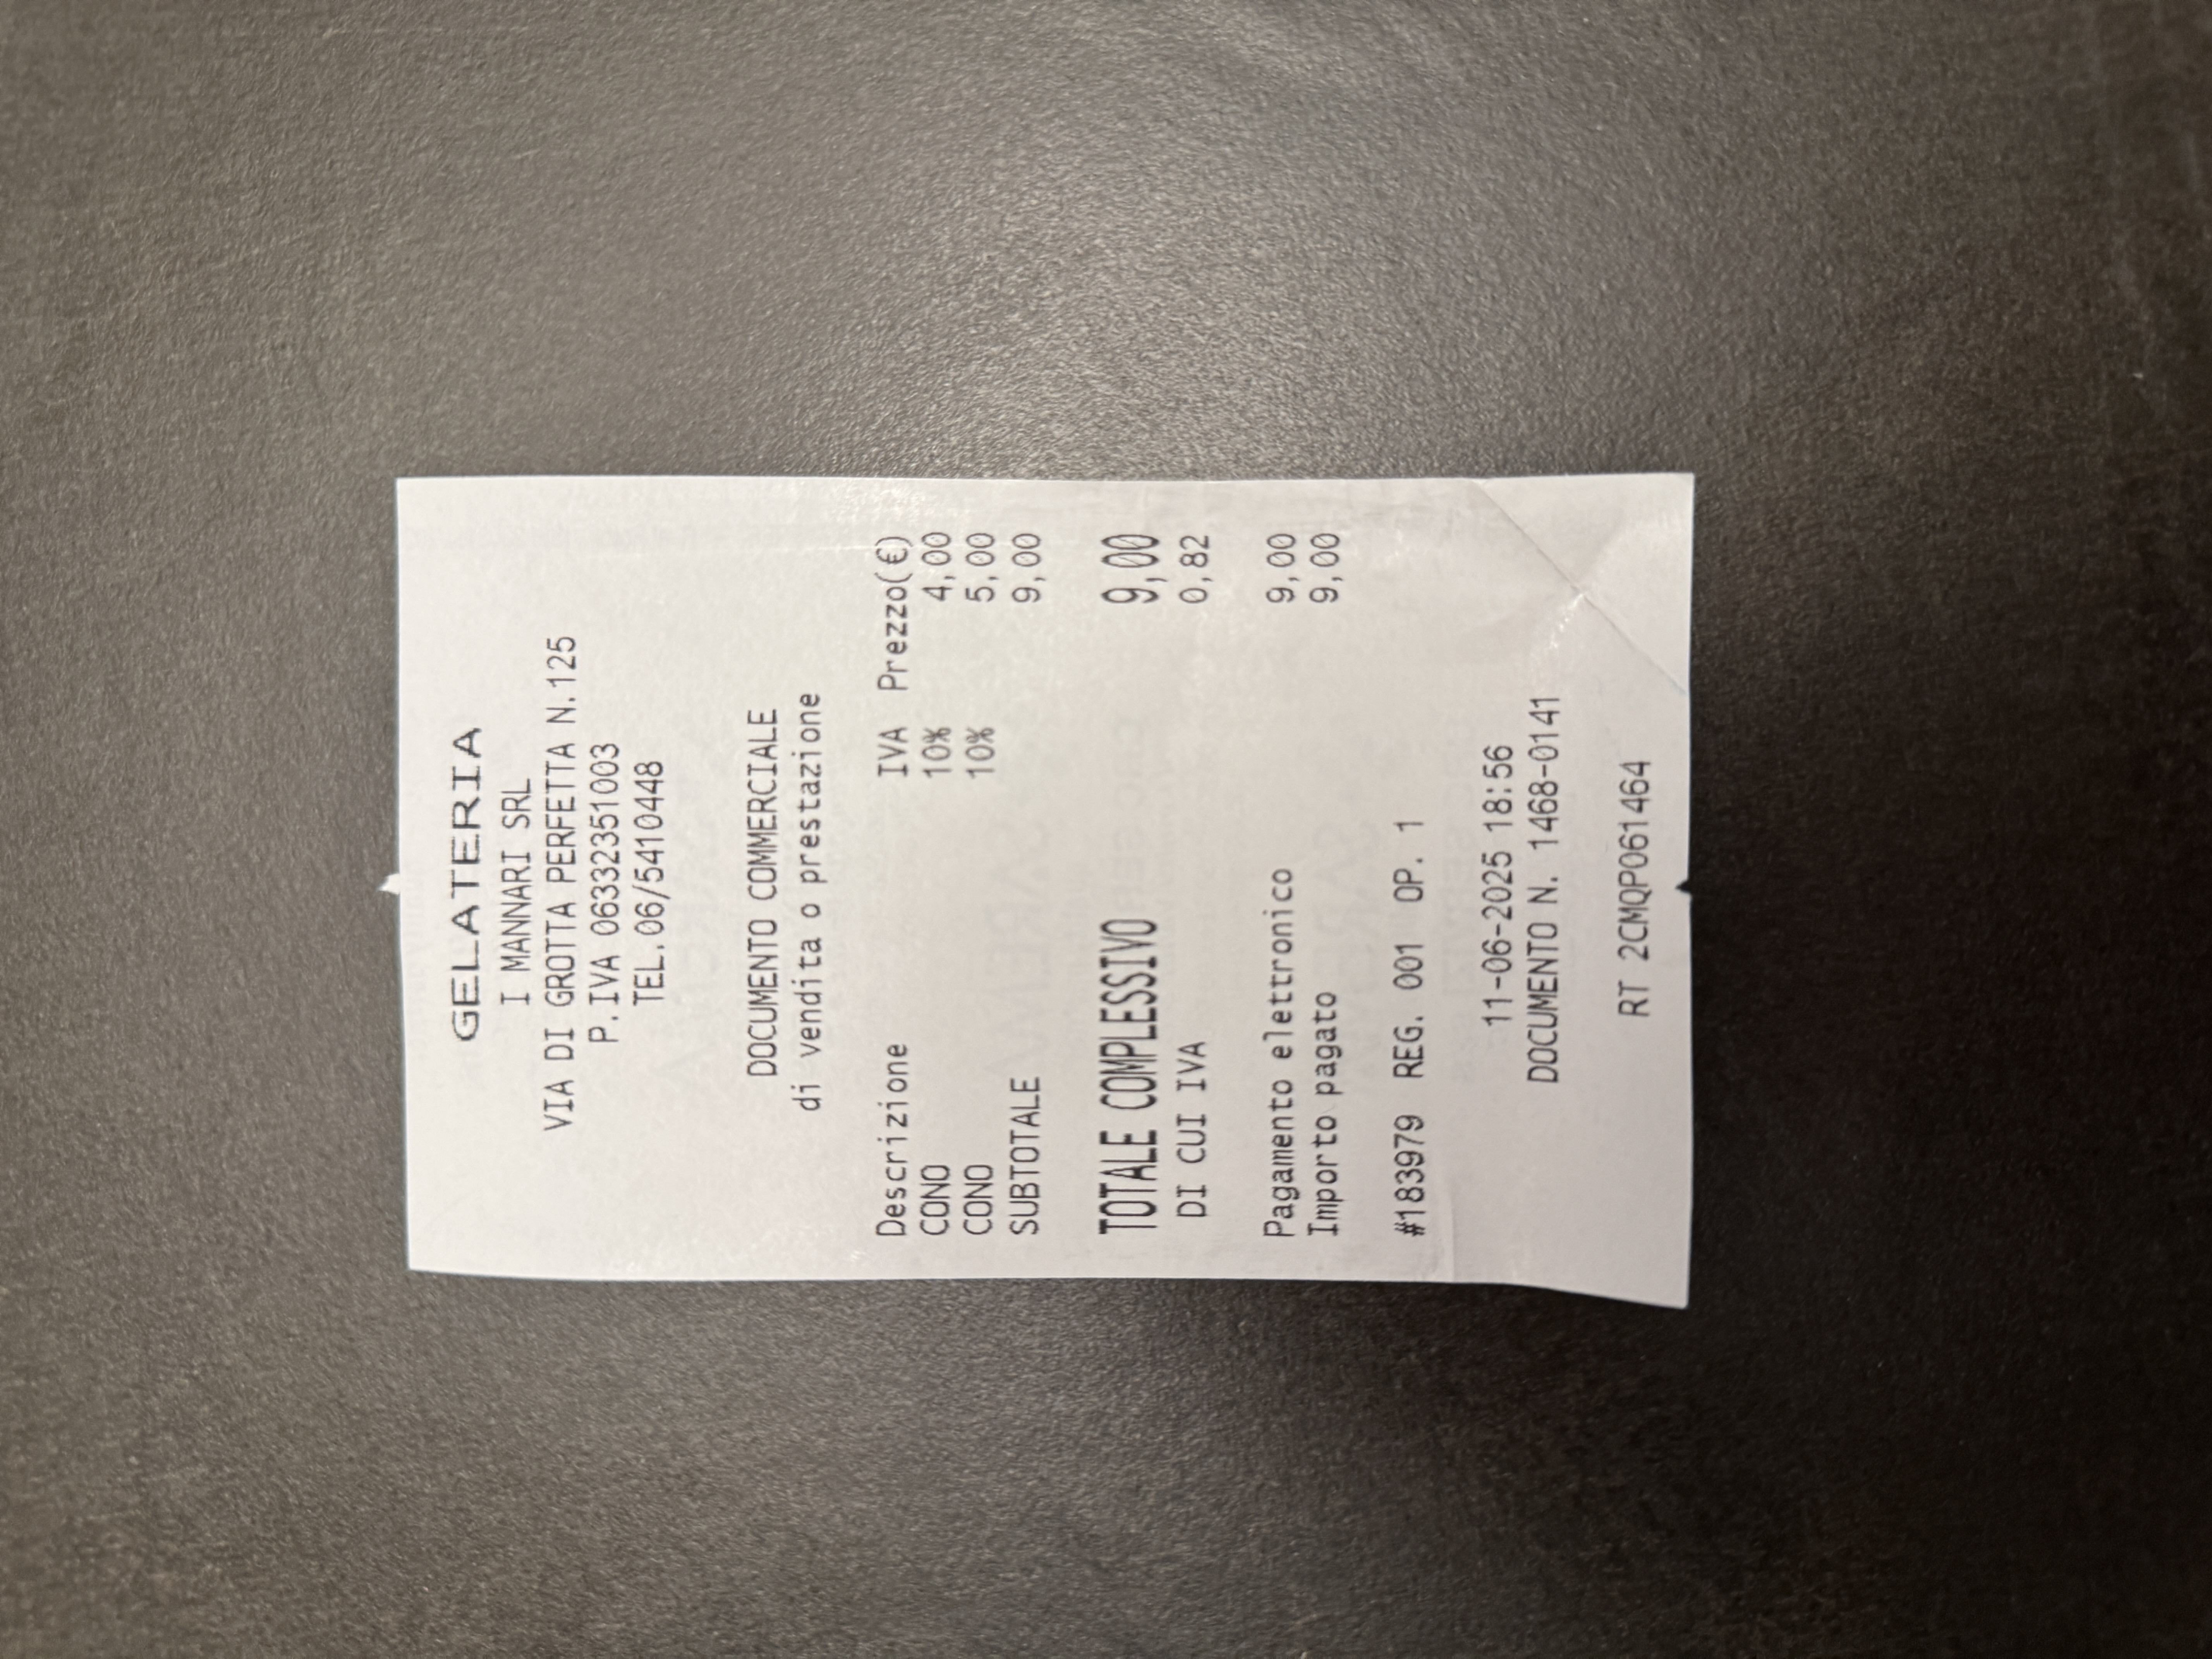 GELATERIA
I MANNARI SRL
VIA DI GROTTA PERFETTA N.125
P.IVA 06332351003
TEL.06/5410448
DOCUMENTO COMMERCIALE
di vendita o prestazione
Descrizione IVA Prezzo(€)
CONO 10% 4,00
CONO 10% 5,00
SUBTOTALE 9,00
TOTALE COMPLESSIVO 9,00
DI CUI IVA 0,82
Pagamento elettronico 9,00
Importo pagato 9,00
#183979 REG. 001 OP. 1
11-06-2025 18:56
DOCUMENTO N. 1468-0141
RT 2CMQP061464